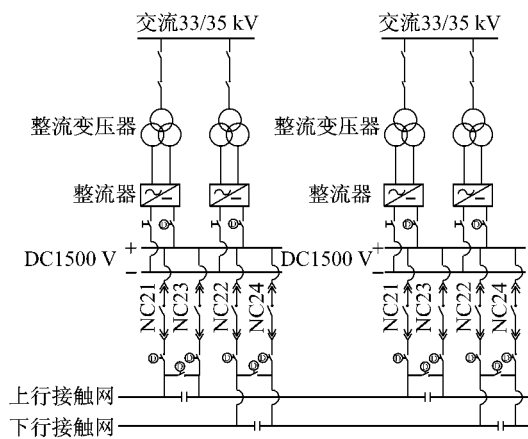 交流33/35 kV
交流33/35 kV
整流变压器
整流变压器
整流器
整流器
+
+
DC1500 V
DC1500 V
−
−
NC21
NC23
NC22
NC24
NC21
NC23
NC22
NC24
上行接触网
下行接触网